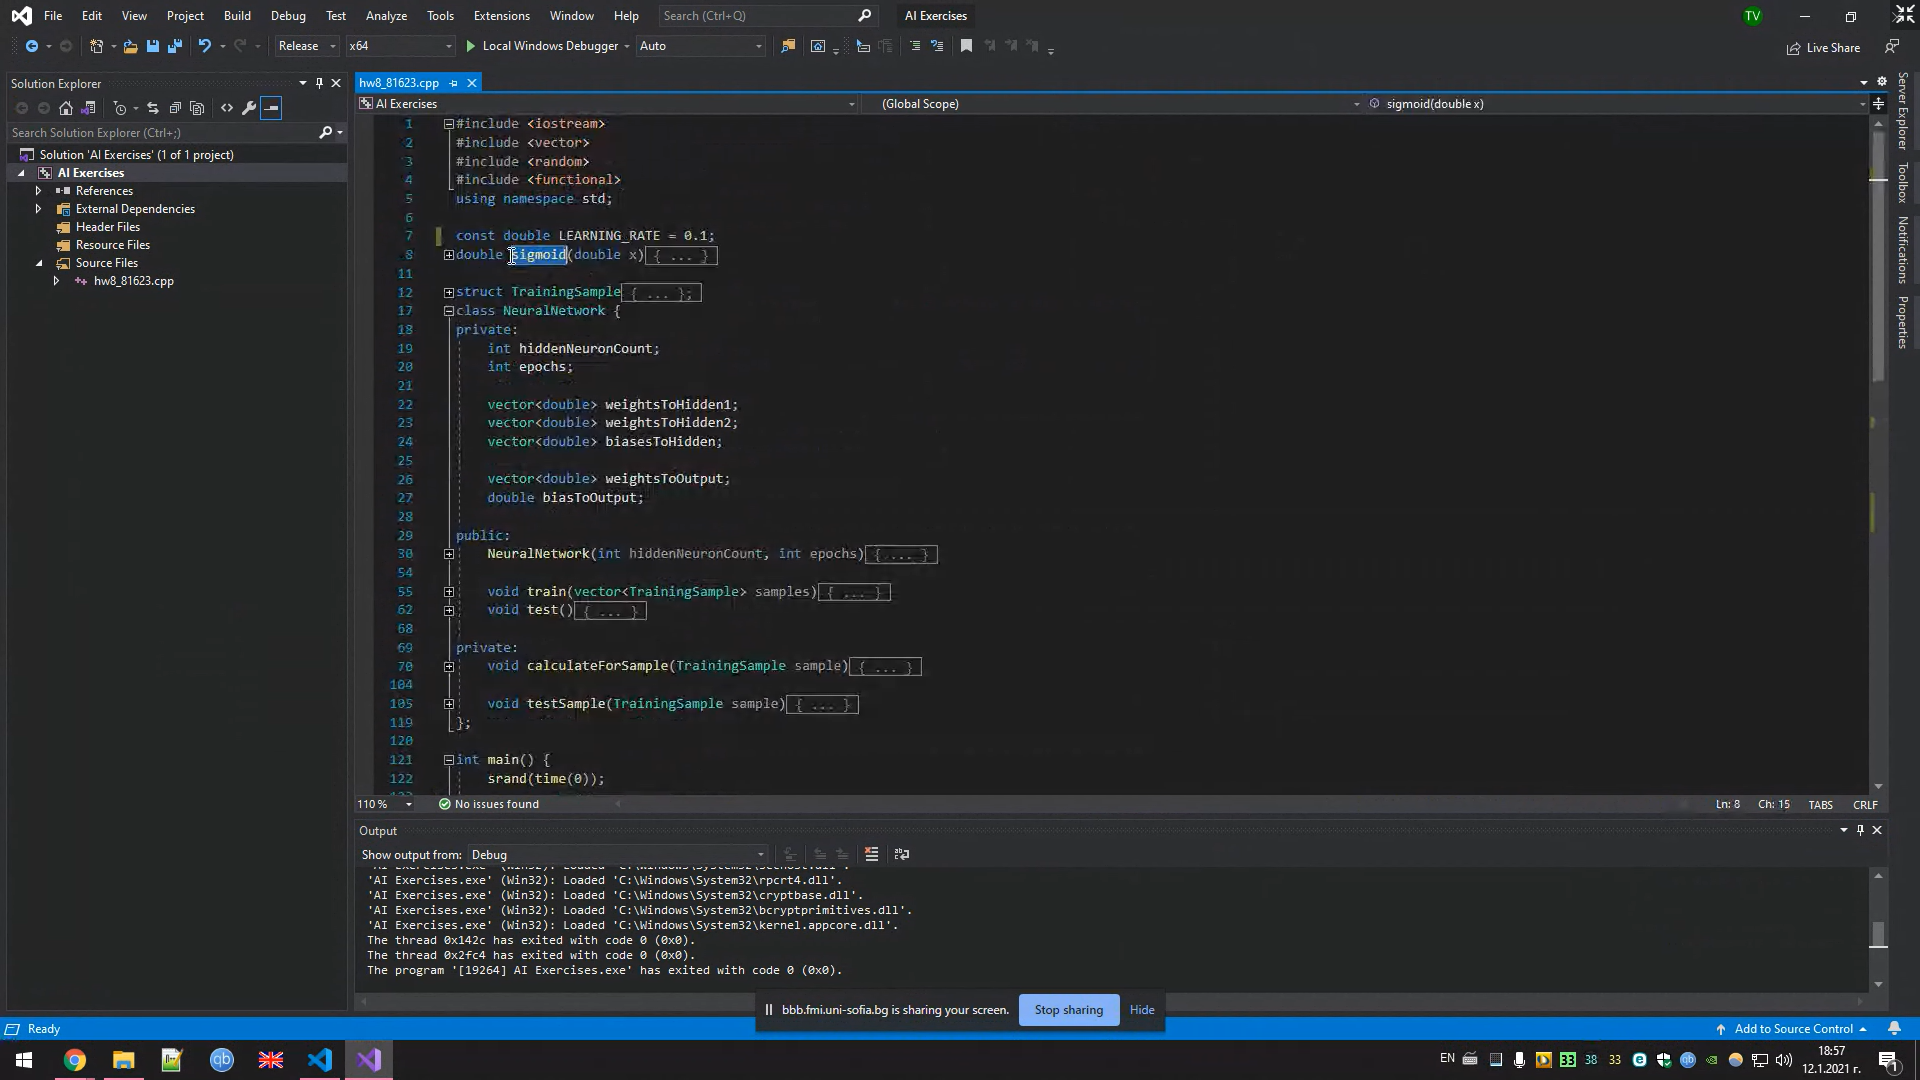 File Edit View Project Build Debug Test Analyze Tools Extensions Window Help Search (Ctrl+Q) AI Exercises TV
Release x64 Local Windows Debugger Auto Live Share
Solution Explorer
Search Solution Explorer (Ctrl+;)
Solution 'AI Exercises' (1 of 1 project)
AI Exercises
References
External Dependencies
Header Files
Resource Files
Source Files
hw8_81623.cpp
hw8_81623.cpp
AI Exercises (Global Scope) sigmoid(double x)
1 #include <iostream>
2 #include <vector>
3 #include <random>
4 #include <functional>
5 using namespace std;
6
7 const double LEARNING_RATE = 0.1;
8 double sigmoid(double x){ ... }
11
12 struct TrainingSample{ ... };
17 class NeuralNetwork {
18 private:
19 int hiddenNeuronCount;
20 int epochs;
21
22 vector<double> weightsToHidden1;
23 vector<double> weightsToHidden2;
24 vector<double> biasesToHidden;
25
26 vector<double> weightsToOutput;
27 double biasToOutput;
28
29 public:
30 NeuralNetwork(int hiddenNeuronCount, int epochs){ ... }
54
55 void train(vector<TrainingSample> samples){ ... }
62 void test(){ ... }
68
69 private:
70 void calculateForSample(TrainingSample sample){ ... }
104
105 void testSample(TrainingSample sample){ ... }
119 };
120
121 int main() {
122 srand(time(0));
110 % No issues found Ln: 8 Ch: 15 TABS CRLF
Output
Show output from: Debug
'AI Exercises.exe' (Win32): Loaded 'C:\Windows\System32\rpcrt4.dll'.
'AI Exercises.exe' (Win32): Loaded 'C:\Windows\System32\cryptbase.dll'.
'AI Exercises.exe' (Win32): Loaded 'C:\Windows\System32\bcryptprimitives.dll'.
'AI Exercises.exe' (Win32): Loaded 'C:\Windows\System32\kernel.appcore.dll'.
The thread 0x142c has exited with code 0 (0x0).
The thread 0x2fc4 has exited with code 0 (0x0).
The program '[19264] AI Exercises.exe' has exited with code 0 (0x0).
Server Explorer
Toolbox
Notifications
Properties
bbb.fmi.uni-sofia.bg is sharing your screen. Stop sharing Hide
Ready Add to Source Control
EN 33 38 33 18:57
12.1.2021 г. 1